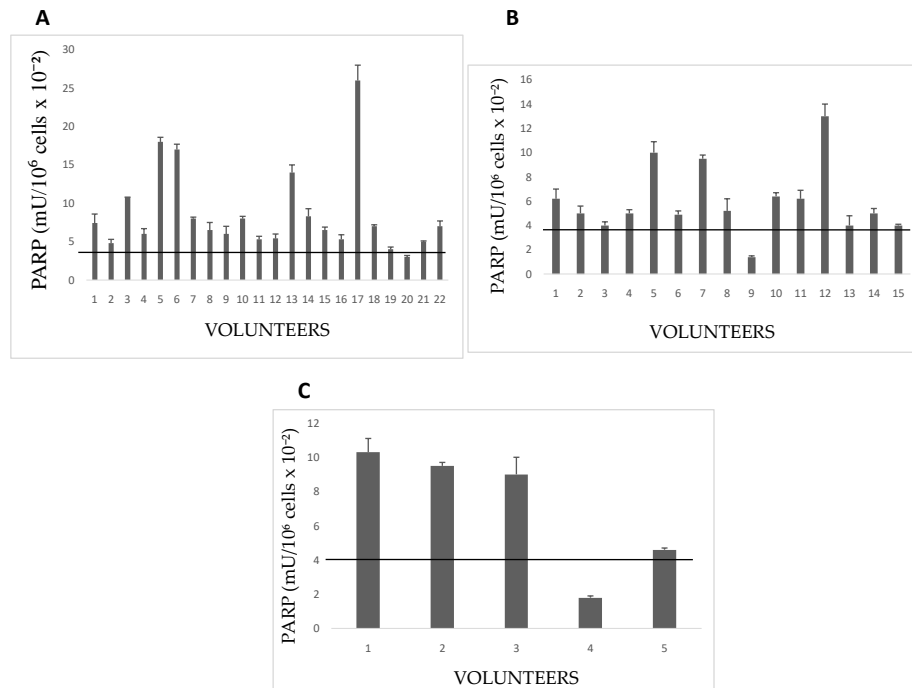 A
PARP (mU/10⁶ cells x 10⁻²)
30
25
20
15
10
5
0
1 2 3 4 5 6 7 8 9 10 11 12 13 14 15 16 17 18 19 20 21 22
VOLUNTEERS
B
PARP (mU/10⁶ cells x 10⁻²)
16
14
12
10
8
6
4
2
0
1 2 3 4 5 6 7 8 9 10 11 12 13 14 15
VOLUNTEERS
C
PARP (mU/10⁶ cells x 10⁻²)
12
10
8
6
4
2
0
1 2 3 4 5
VOLUNTEERS